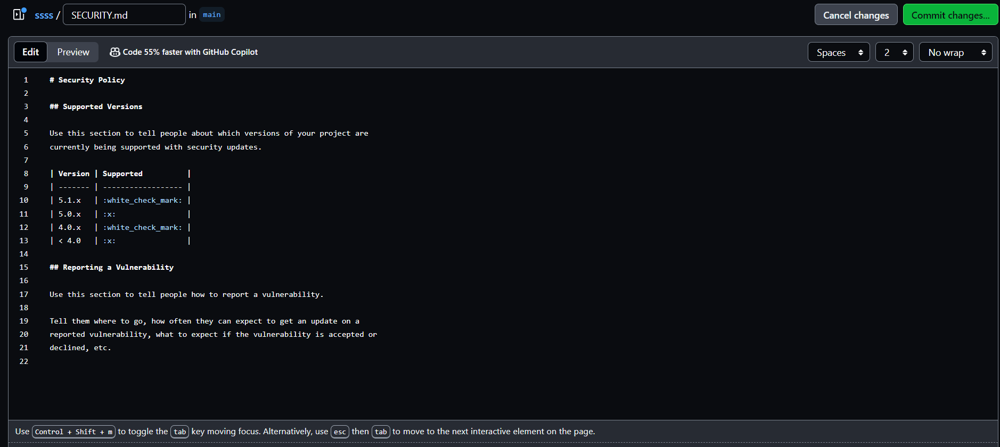 ssss / SECURITY.md in main Cancel changes Commit changes...
Edit Preview Code 55% faster with GitHub Copilot Spaces 2 No wrap
1 # Security Policy
2
3 ## Supported Versions
4
5 Use this section to tell people about which versions of your project are
6 currently being supported with security updates.
7
8 | Version | Supported          |
9 | ------- | ------------------ |
10 | 5.1.x   | :white_check_mark: |
11 | 5.0.x   | :x:                |
12 | 4.0.x   | :white_check_mark: |
13 | < 4.0   | :x:                |
14
15 ## Reporting a Vulnerability
16
17 Use this section to tell people how to report a vulnerability.
18
19 Tell them where to go, how often they can expect to get an update on a
20 reported vulnerability, what to expect if the vulnerability is accepted or
21 declined, etc.
22
Use Control + Shift + m to toggle the tab key moving focus. Alternatively, use esc then tab to move to the next interactive element on the page.